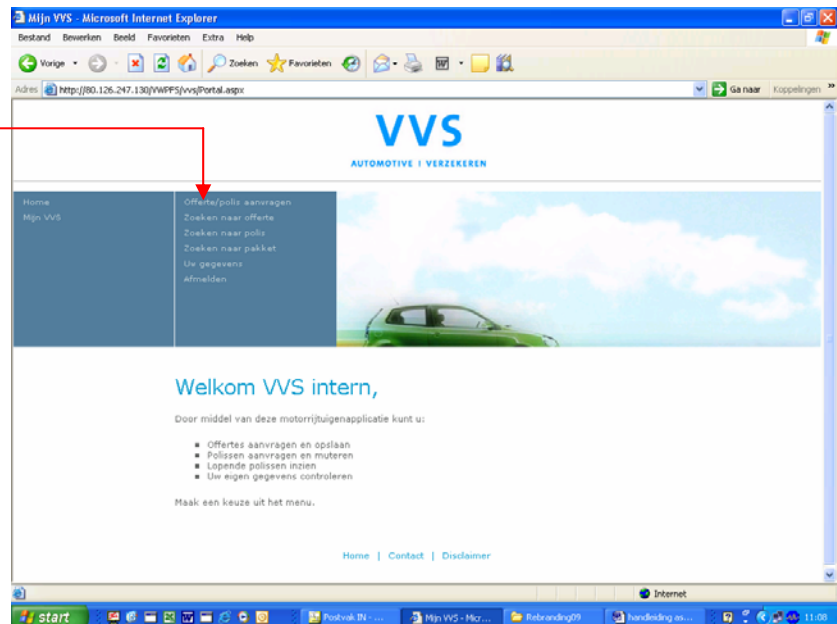 Mijn VVS - Microsoft Internet Explorer
Bestand Bewerken Beeld Favorieten Extra Help
Vorige Zoeken Favorieten
Adres http://80.126.247.130/VWPFS/vvs/Portal.aspx Ga naar Koppelingen »
VVS
AUTOMOTIVE | VERZEKEREN
Home
Mijn VVS
Offerte/polis aanvragen
Zoeken naar offerte
Zoeken naar polis
Zoeken naar pakket
Uw gegevens
Afmelden
Welkom VVS intern,
Door middel van deze motorrijtuigenapplicatie kunt u:
▪ Offertes aanvragen en opslaan
▪ Polissen aanvragen en muteren
▪ Lopende polissen inzien
▪ Uw eigen gegevens controleren
Maak een keuze uit het menu.
Home | Contact | Disclaimer
Internet
start Postvak IN - ... Mijn VVS - Micr... Rebranding09 handleiding as... 11:08